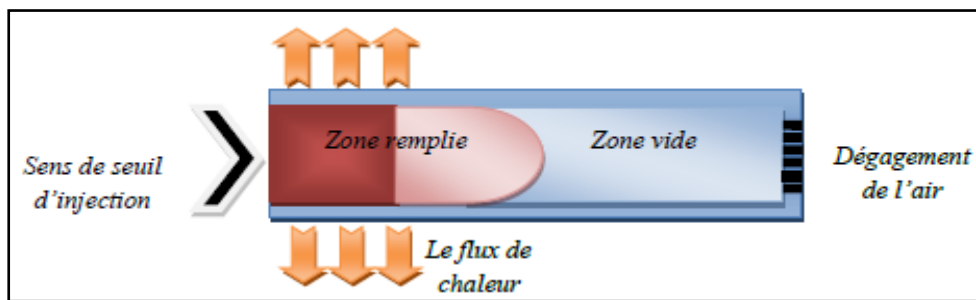 Sens de seuil
d'injection
Zone remplie
Zone vide
Dégagement
de l'air
Le flux de
chaleur